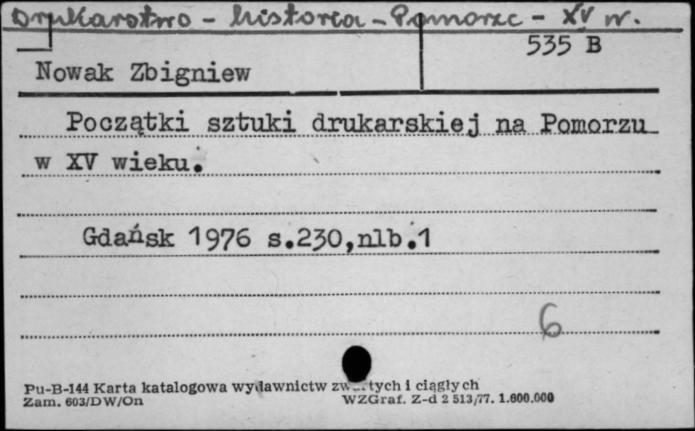 Drukarstwo - historia - Pomorze - XV w.
535 B
Nowak Zbigniew
Początki sztuki drukarskiej na Pomorzu
w XV wieku.
Gdańsk 1976 s.230,nlb.1
6
Pu-B-144 Karta katalogowa wydawnictw zwartych i ciągłych
Zam. 603/DW/On WZGraf. Z-d 2 513/77. 1.600.000